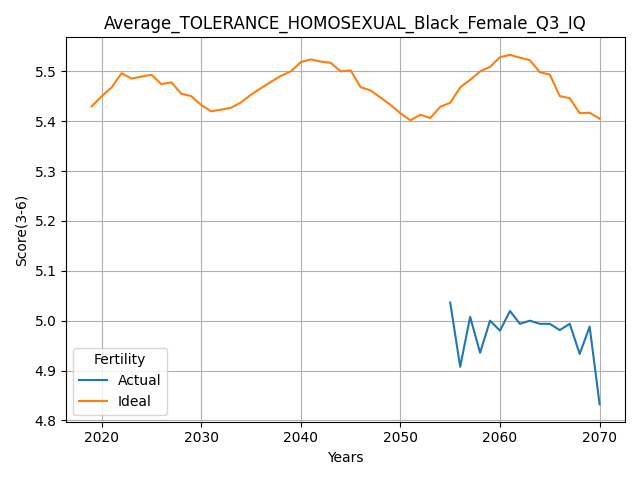 Average_TOLERANCE_HOMOSEXUAL_Black_Female_Q3_IQ
Score(3-6)
5.5
5.4
5.3
5.2
5.1
5.0
4.9
4.8
Fertility
Actual
Ideal
2020 2030 2040 2050 2060 2070
Years